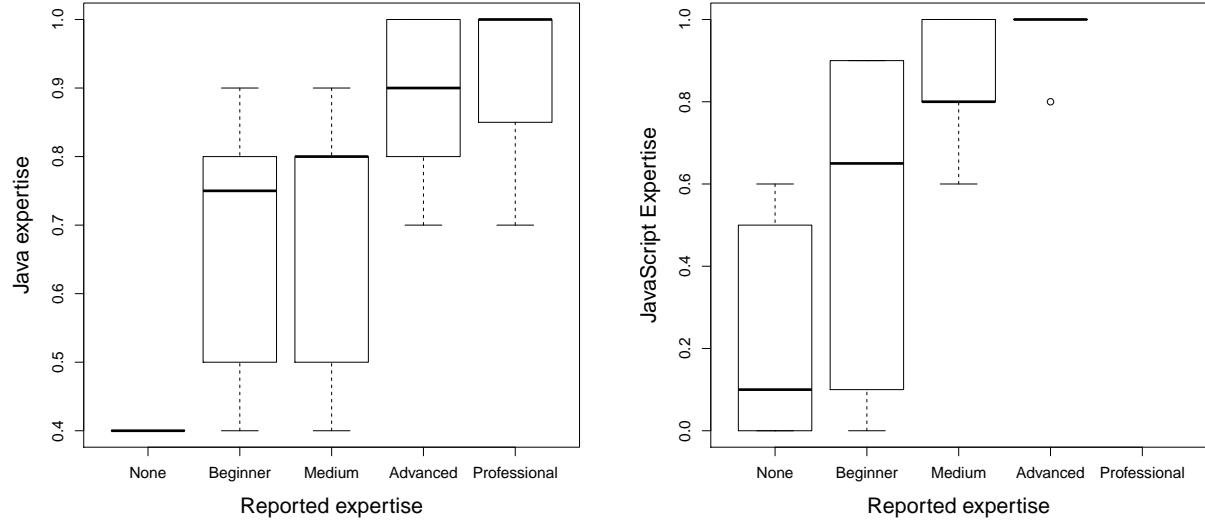 1.0
0.9
0.8
0.7
0.6
0.5
0.4
Java expertise
None Beginner Medium Advanced Professional
Reported expertise
1.0
0.8
0.6
0.4
0.2
0.0
JavaScript Expertise
None Beginner Medium Advanced Professional
Reported expertise